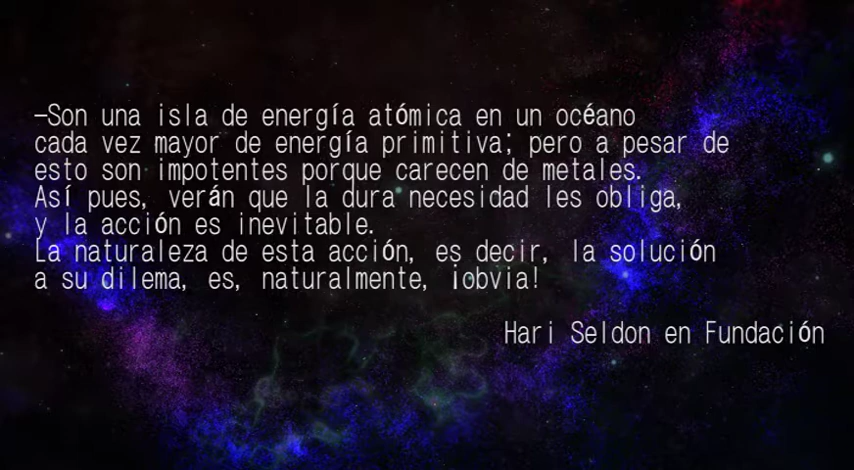 —Son una isla de energía atómica en un océano
cada vez mayor de energía primitiva; pero a pesar de
esto son impotentes porque carecen de metales.
Así pues, verán que la dura necesidad les obliga,
y la acción es inevitable.
La naturaleza de esta acción, es decir, la solución
a su dilema, es, naturalmente, ¡obvia!
Hari Seldon en Fundación